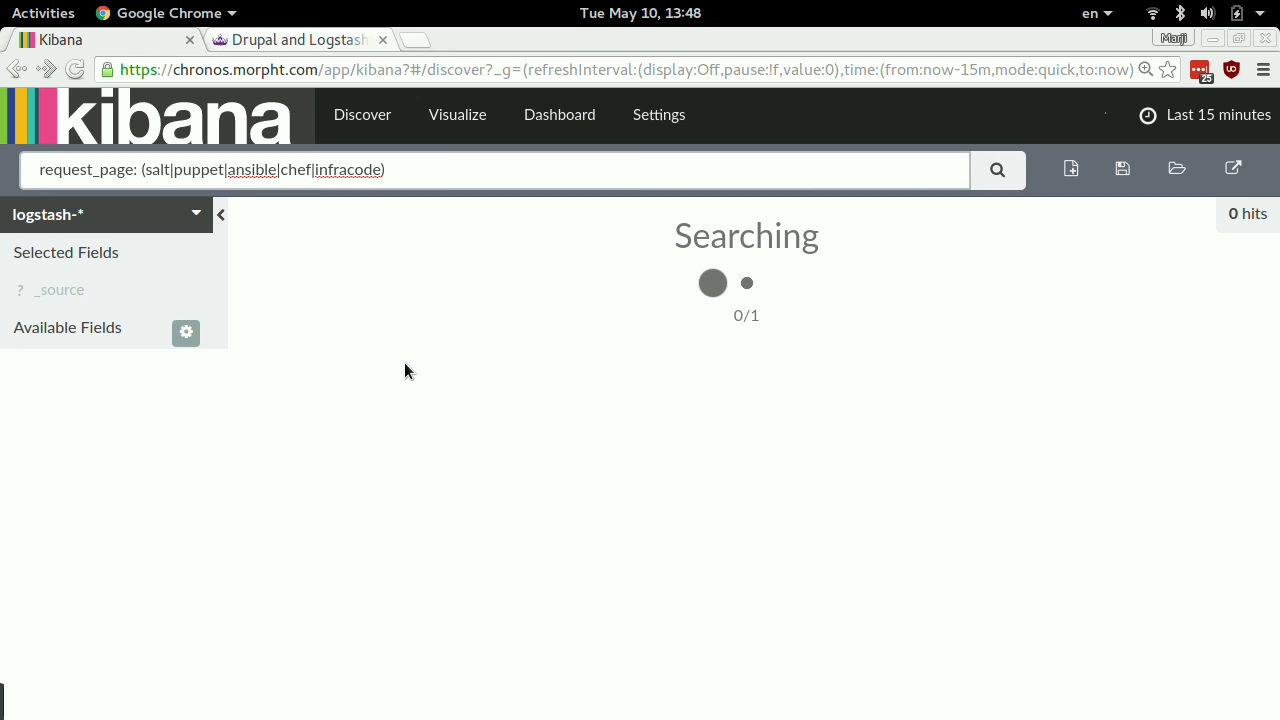 Activities Google Chrome Tue May 10, 13:48 en
Kibana Drupal and Logstash Marji
https://chronos.morpht.com/app/kibana?#/discover?_g=(refreshInterval:(display:Off,pause:!f,value:0),time:(from:now-15m,mode:quick,to:now) 25 UD
kibana Discover Visualize Dashboard Settings Last 15 minutes
request_page: (salt|puppet|ansible|chef|infracode)
logstash-* 0 hits
Searching
Selected Fields
? _source
0/1
Available Fields